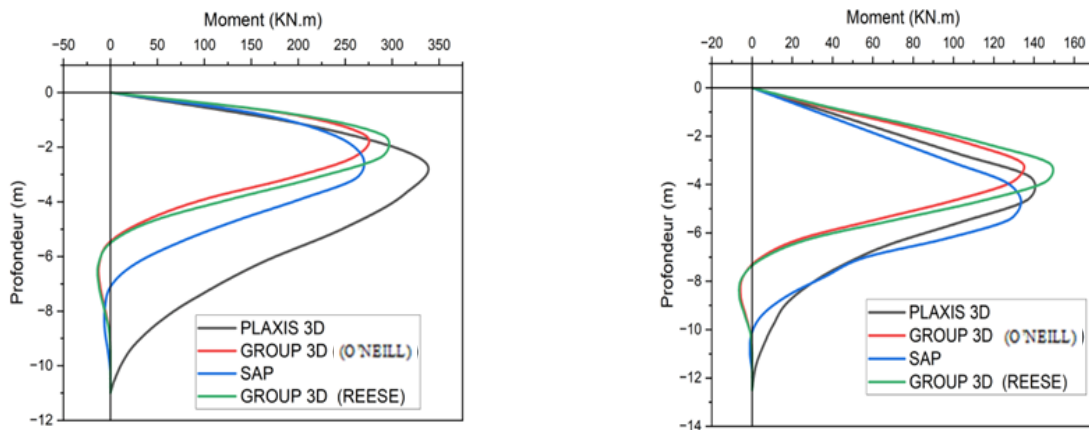 Moment (KN.m)
−50 0 50 100 150 200 250 300 350
0
−2
−4
−6
−8
−10
−12
Profondeur (m)
PLAXIS 3D
GROUP 3D (O'NEILL)
SAP
GROUP 3D (REESE)
Moment (KN.m)
−20 0 20 40 60 80 100 120 140 160
0
−2
−4
−6
−8
−10
−12
−14
Profondeur (m)
PLAXIS 3D
GROUP 3D (O'NEILL)
SAP
GROUP 3D (REESE)